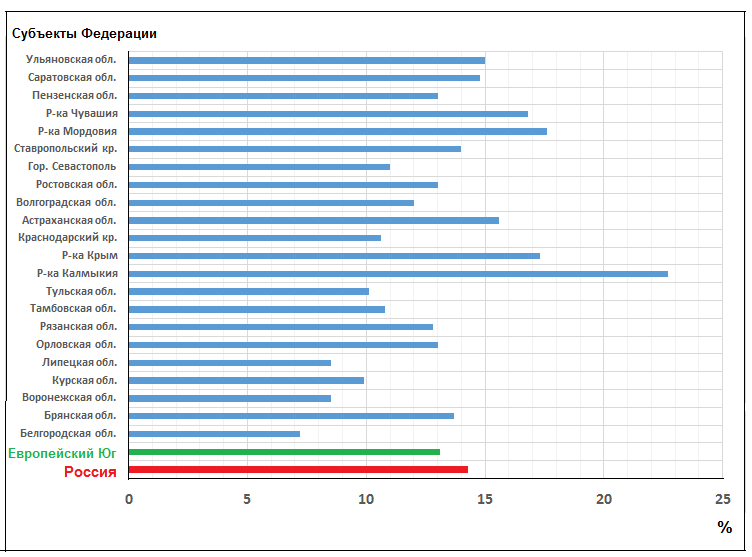 Субъекты Федерации
Ульяновская обл.
Саратовская обл.
Пензенская обл.
Р-ка Чувашия
Р-ка Мордовия
Ставропольский кр.
Гор. Севастополь
Ростовская обл.
Волгоградская обл.
Астраханская обл.
Краснодарский кр.
Р-ка Крым
Р-ка Калмыкия
Тульская обл.
Тамбовская обл.
Рязанская обл.
Орловская обл.
Липецкая обл.
Курская обл.
Воронежская обл.
Брянская обл.
Белгородская обл.
Европейский Юг
Россия
0 5 10 15 20 25
%